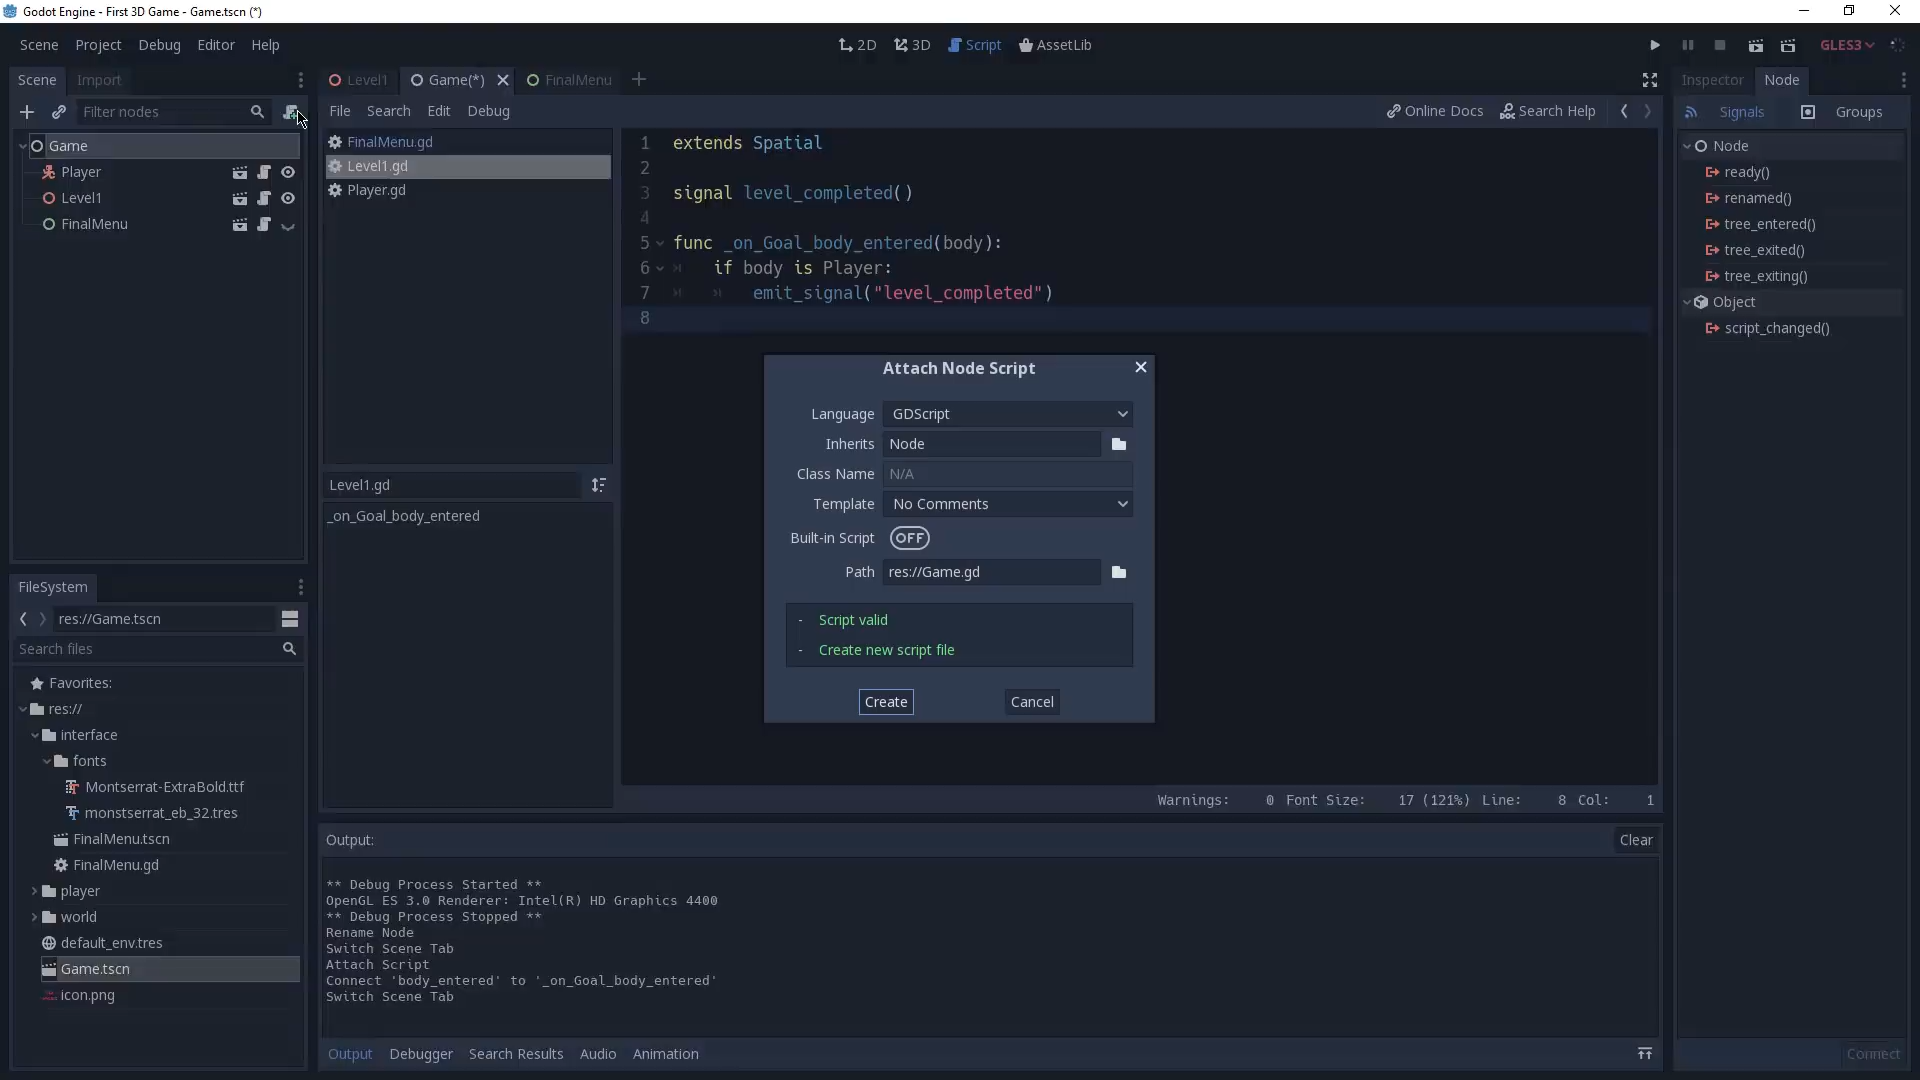 Godot Engine - First 3D Game - Game.tscn (*)
Scene Project Debug Editor Help
2D 3D Script AssetLib
GLES3
Scene Import
Filter nodes
Game
Player
Level1
FinalMenu
Level1 Game(*) FinalMenu
File Search Edit Debug
Online Docs Search Help
FinalMenu.gd
Level1.gd
Player.gd
Level1.gd
_on_Goal_body_entered
1 extends Spatial
2
3 signal level_completed()
4
5 func _on_Goal_body_entered(body):
6 if body is Player:
7 emit_signal("level_completed")
8
Attach Node Script
Language GDScript
Inherits Node
Class Name N/A
Template No Comments
Built-in Script OFF
Path res://Game.gd
- Script valid
- Create new script file
Create Cancel
Warnings: 0 Font Size: 17 (121%) Line: 8 Col: 1
Inspector Node
Signals Groups
Node
ready()
renamed()
tree_entered()
tree_exited()
tree_exiting()
Object
script_changed()
Connect
FileSystem
res://Game.tscn
Search files
Favorites:
res://
interface
fonts
Montserrat-ExtraBold.ttf
monstserrat_eb_32.tres
FinalMenu.tscn
FinalMenu.gd
player
world
default_env.tres
Game.tscn
icon.png
Output:
Clear
** Debug Process Started **
OpenGL ES 3.0 Renderer: Intel(R) HD Graphics 4400
** Debug Process Stopped **
Rename Node
Switch Scene Tab
Attach Script
Connect 'body_entered' to '_on_Goal_body_entered'
Switch Scene Tab
Output Debugger Search Results Audio Animation